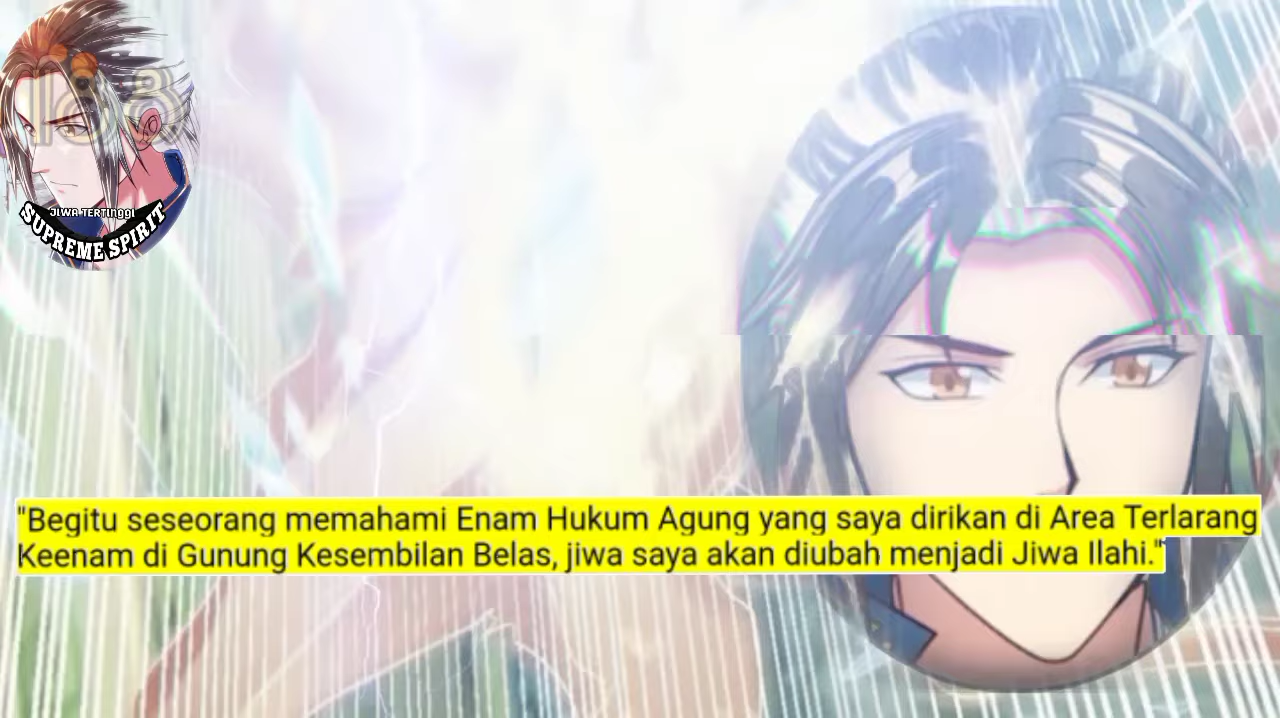 188
JIWA TERTINGGI
SUPREME SPIRIT
"Begitu seseorang memahami Enam Hukum Agung yang saya dirikan di Area Terlarang
Keenam di Gunung Kesembilan Belas, jiwa saya akan diubah menjadi Jiwa Ilahi."